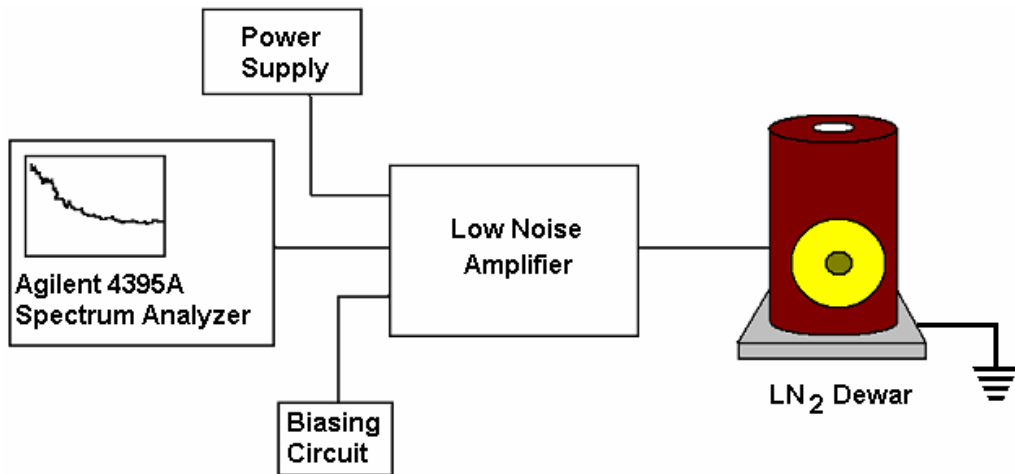 Power
Supply
Low Noise
Amplifier
Agilent 4395A
Spectrum Analyzer
LN2 Dewar
Biasing
Circuit